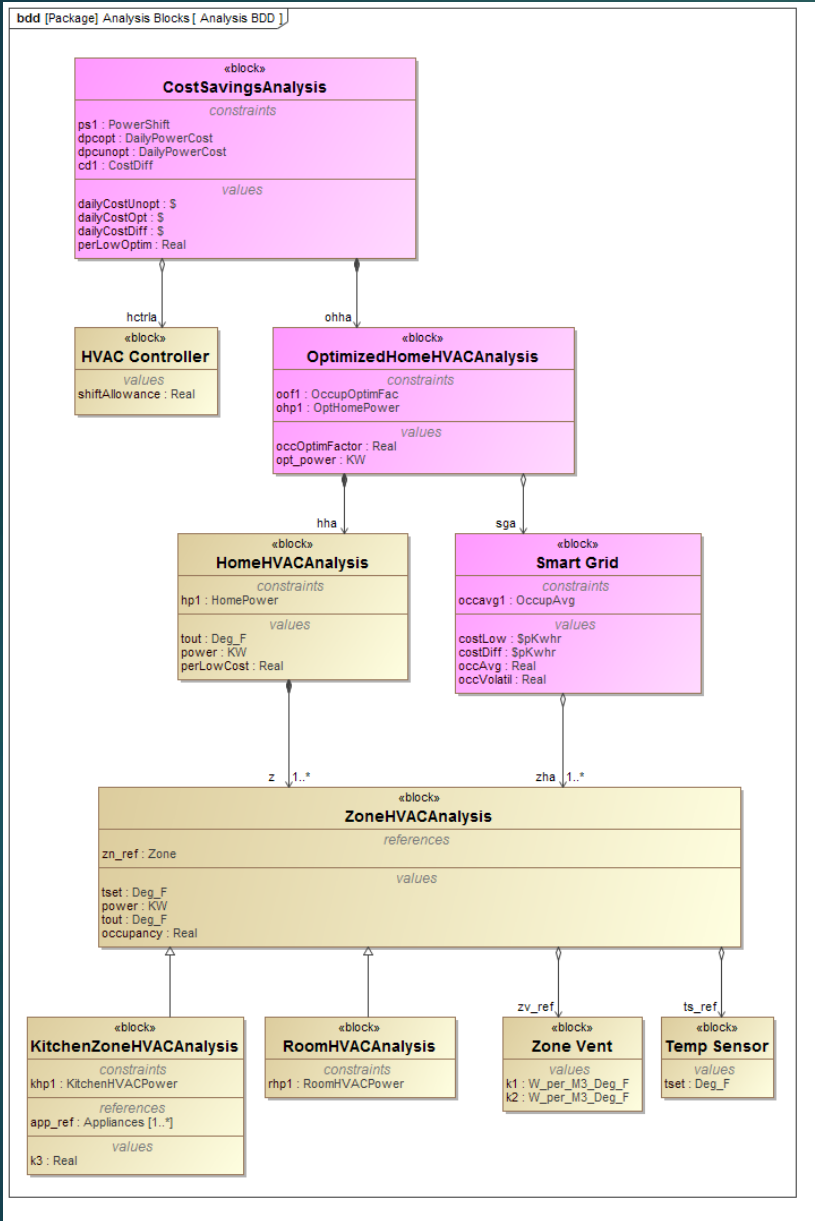 bdd [Package] Analysis Blocks [ Analysis BDD ]
«block»
CostSavingsAnalysis
constraints
ps1 : PowerShift
dpcopt : DailyPowerCost
dpcunopt : DailyPowerCost
cd1 : CostDiff
values
dailyCostUnopt : $
dailyCostOpt : $
dailyCostDiff : $
perLowOptim : Real
hctrla
ohha
«block»
HVAC Controller
values
shiftAllowance : Real
«block»
OptimizedHomeHVACAnalysis
constraints
oof1 : OccupOptimFac
ohp1 : OptHomePower
values
occOptimFactor : Real
opt_power : KW
hha
sga
«block»
HomeHVACAnalysis
constraints
hp1 : HomePower
values
tout : Deg_F
power : KW
perLowCost : Real
«block»
Smart Grid
constraints
occavg1 : OccupAvg
values
costLow : $pKwhr
costDiff : $pKwhr
occAvg : Real
occVolatil : Real
z 1..*
zha 1..*
«block»
ZoneHVACAnalysis
references
zn_ref : Zone
values
tset : Deg_F
power : KW
tout : Deg_F
occupancy : Real
zv_ref
ts_ref
«block»
KitchenZoneHVACAnalysis
constraints
khp1 : KitchenHVACPower
references
app_ref : Appliances [1..*]
values
k3 : Real
«block»
RoomHVACAnalysis
constraints
rhp1 : RoomHVACPower
«block»
Zone Vent
values
k1 : W_per_M3_Deg_F
k2 : W_per_M3_Deg_F
«block»
Temp Sensor
values
tset : Deg_F